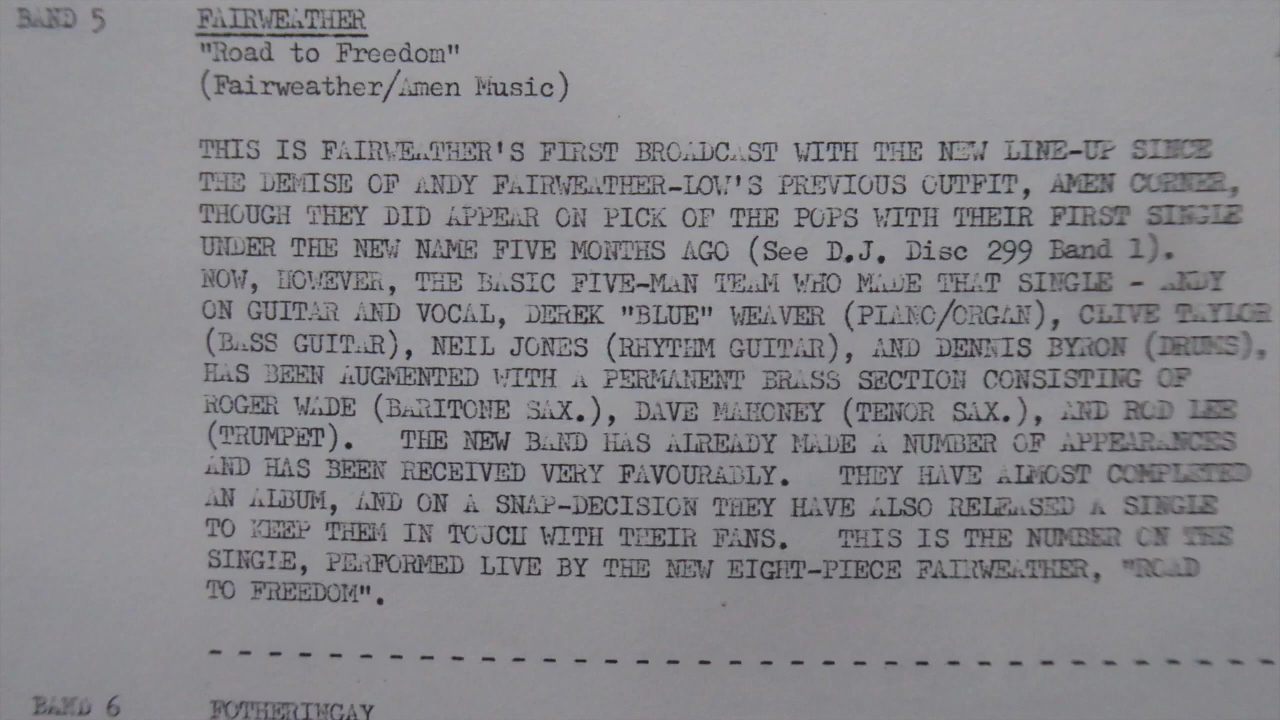 BAND 5 FAIRWEATHER
"Road to Freedom"
(Fairweather/Amen Music)
THIS IS FAIRWEATHER'S FIRST BROADCAST WITH THE NEW LINE-UP SINCE
THE DEMISE OF ANDY FAIRWEATHER-LOW'S PREVIOUS OUTFIT, AMEN CORNER,
THOUGH THEY DID APPEAR ON PICK OF THE POPS WITH THEIR FIRST SINGLE
UNDER THE NEW NAME FIVE MONTHS AGO (See D.J. Disc 299 Band 1).
NOW, HOWEVER, THE BASIC FIVE-MAN TEAM WHO MADE THAT SINGLE - ANDY
ON GUITAR AND VOCAL, DEREK "BLUE" WEAVER (PIANO/ORGAN), CLIVE TAYLOR
(BASS GUITAR), NEIL JONES (RHYTHM GUITAR), AND DENNIS BYRON (DRUMS),
HAS BEEN AUGMENTED WITH A PERMANENT BRASS SECTION CONSISTING OF
ROGER WADE (BARITONE SAX.), DAVE MAHONEY (TENOR SAX.), AND ROD LEE
(TRUMPET). THE NEW BAND HAS ALREADY MADE A NUMBER OF APPEARANCES
AND HAS BEEN RECEIVED VERY FAVOURABLY. THEY HAVE ALMOST COMPLETED
AN ALBUM, AND ON A SNAP-DECISION THEY HAVE ALSO RELEASED A SINGLE
TO KEEP THEM IN TOUCH WITH THEIR FANS. THIS IS THE NUMBER ON THE
SINGLE, PERFORMED LIVE BY THE NEW EIGHT-PIECE FAIRWEATHER, "ROAD
TO FREEDOM".
BAND 6 FOTHERINGAY